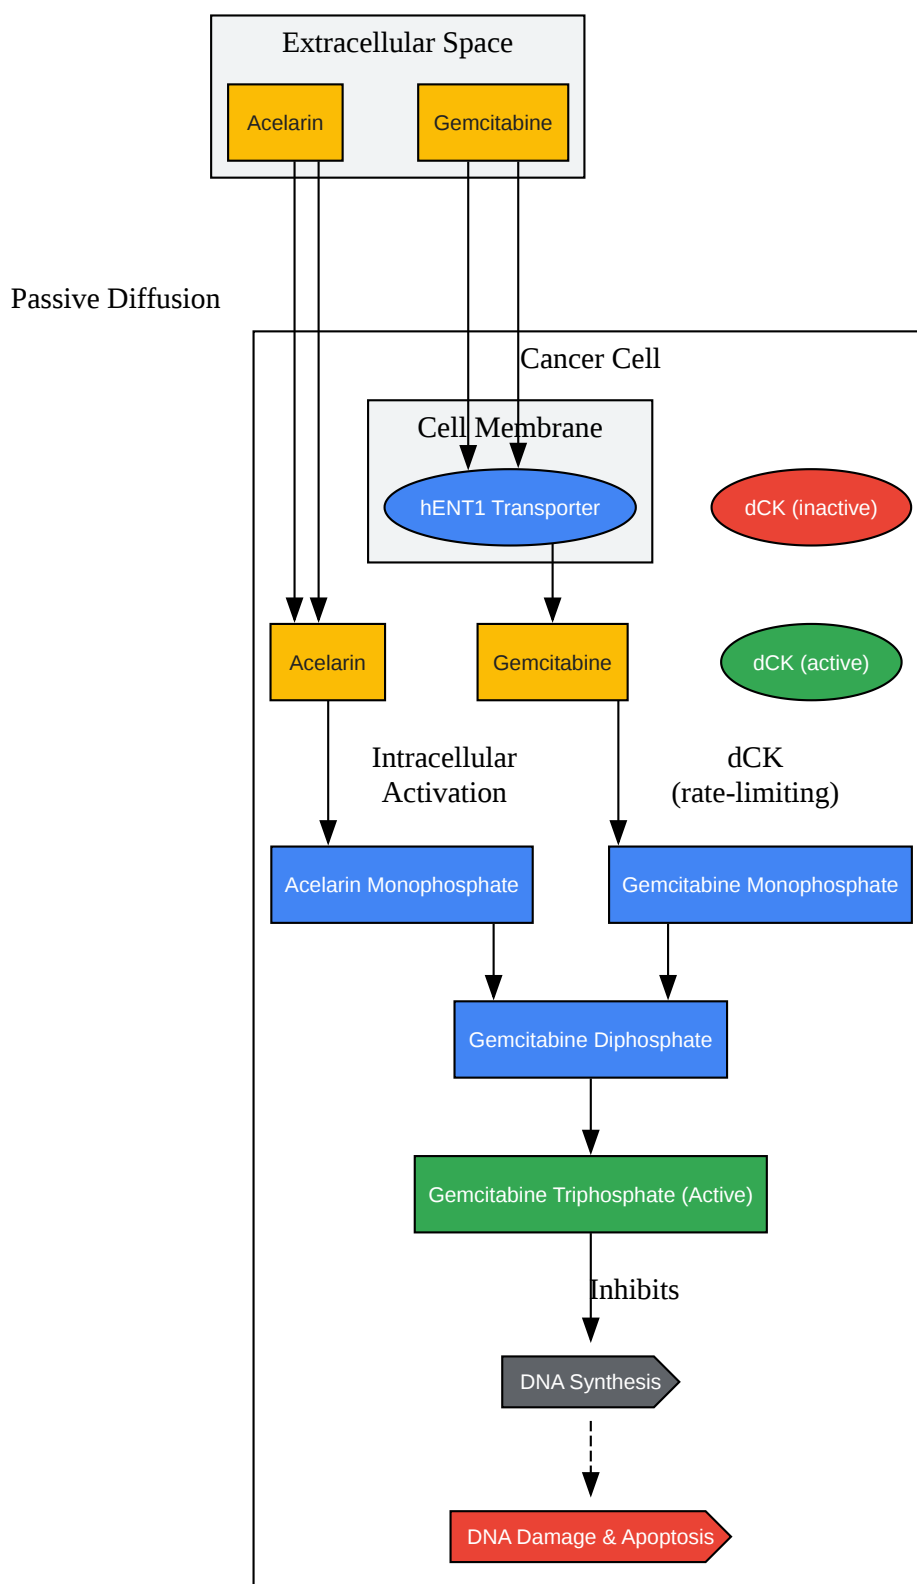 Extracellular Space
Acelarin
Gemcitabine
Passive Diffusion
Cancer Cell
Cell Membrane
hENT1 Transporter
dCK (inactive)
Acelarin
Gemcitabine
dCK (active)
Intracellular
Activation
dCK
(rate-limiting)
Acelarin Monophosphate
Gemcitabine Monophosphate
Gemcitabine Diphosphate
Gemcitabine Triphosphate (Active)
Inhibits
DNA Synthesis
DNA Damage & Apoptosis